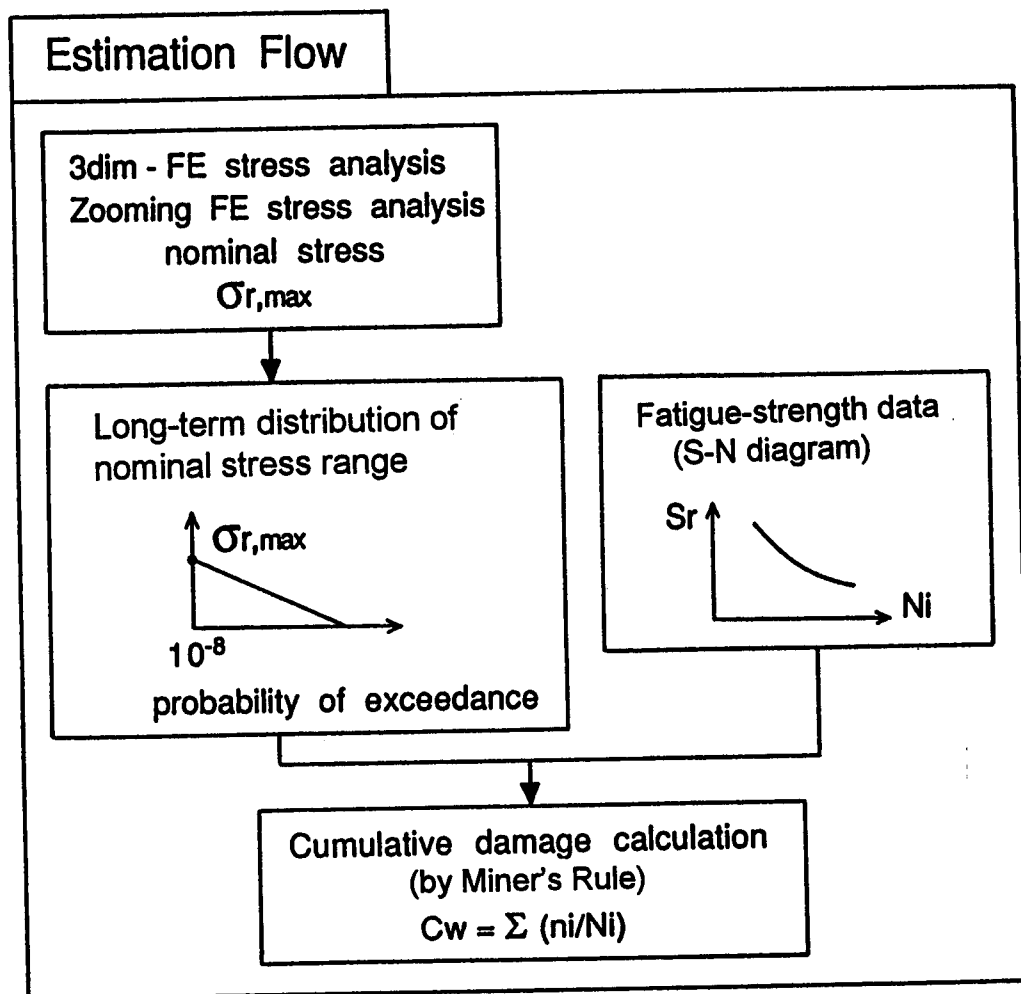 Estimation Flow
3dim - FE stress analysis
Zooming FE stress analysis
nominal stress
σr,max
Long-term distribution of
nominal stress range
σr,max
10⁻⁸
probability of exceedance
Fatigue-strength data
(S-N diagram)
Sr
Ni
Cumulative damage calculation
(by Miner's Rule)
Cw = Σ (ni/Ni)